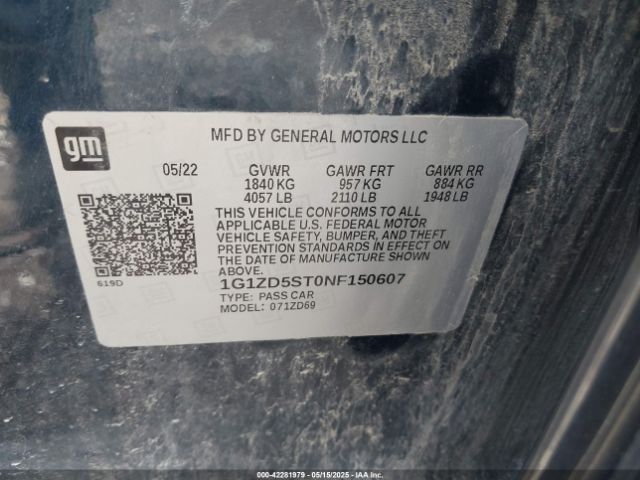 gm
MFD BY GENERAL MOTORS LLC
05/22 GVWR GAWR FRT GAWR RR
1840 KG 957 KG 884 KG
4057 LB 2110 LB 1948 LB
THIS VEHICLE CONFORMS TO ALL
APPLICABLE U.S. FEDERAL MOTOR
VEHICLE SAFETY, BUMPER, AND THEFT
PREVENTION STANDARDS IN EFFECT ON
THE DATE OF MANUFACTURE SHOWN
ABOVE.
619D
1G1ZD5ST0NF150607
TYPE: PASS CAR
MODEL: 071ZD69
000-42281979 — 05/15/2025 — IAAI.COM